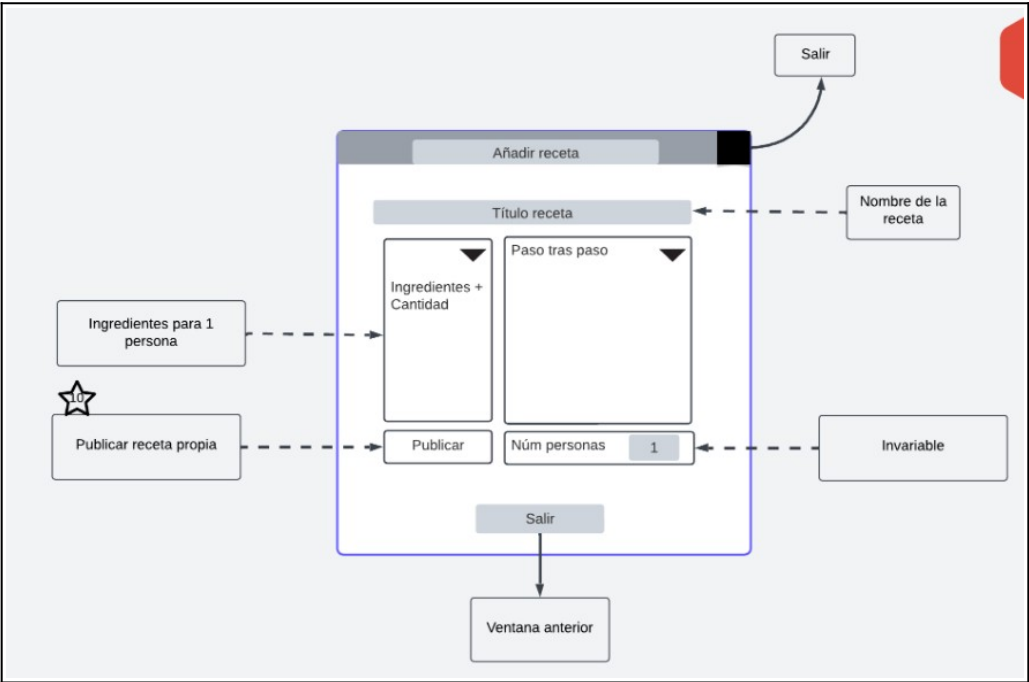 Salir
Añadir receta
Título receta
Nombre de la
receta
Paso tras paso
Ingredientes +
Cantidad
Ingredientes para 1
persona
10
Publicar receta propia
Publicar
Núm personas
1
Invariable
Salir
Ventana anterior